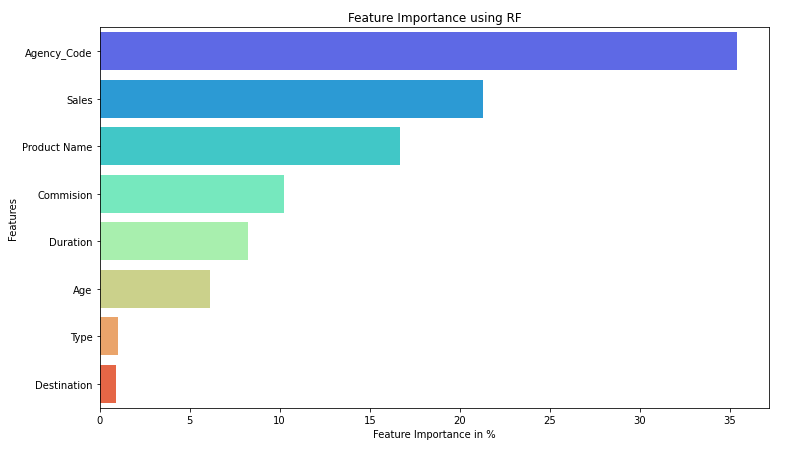 Feature Importance using RF
Features
Agency_Code
Sales
Product Name
Commision
Duration
Age
Type
Destination
0 5 10 15 20 25 30 35
Feature Importance in %